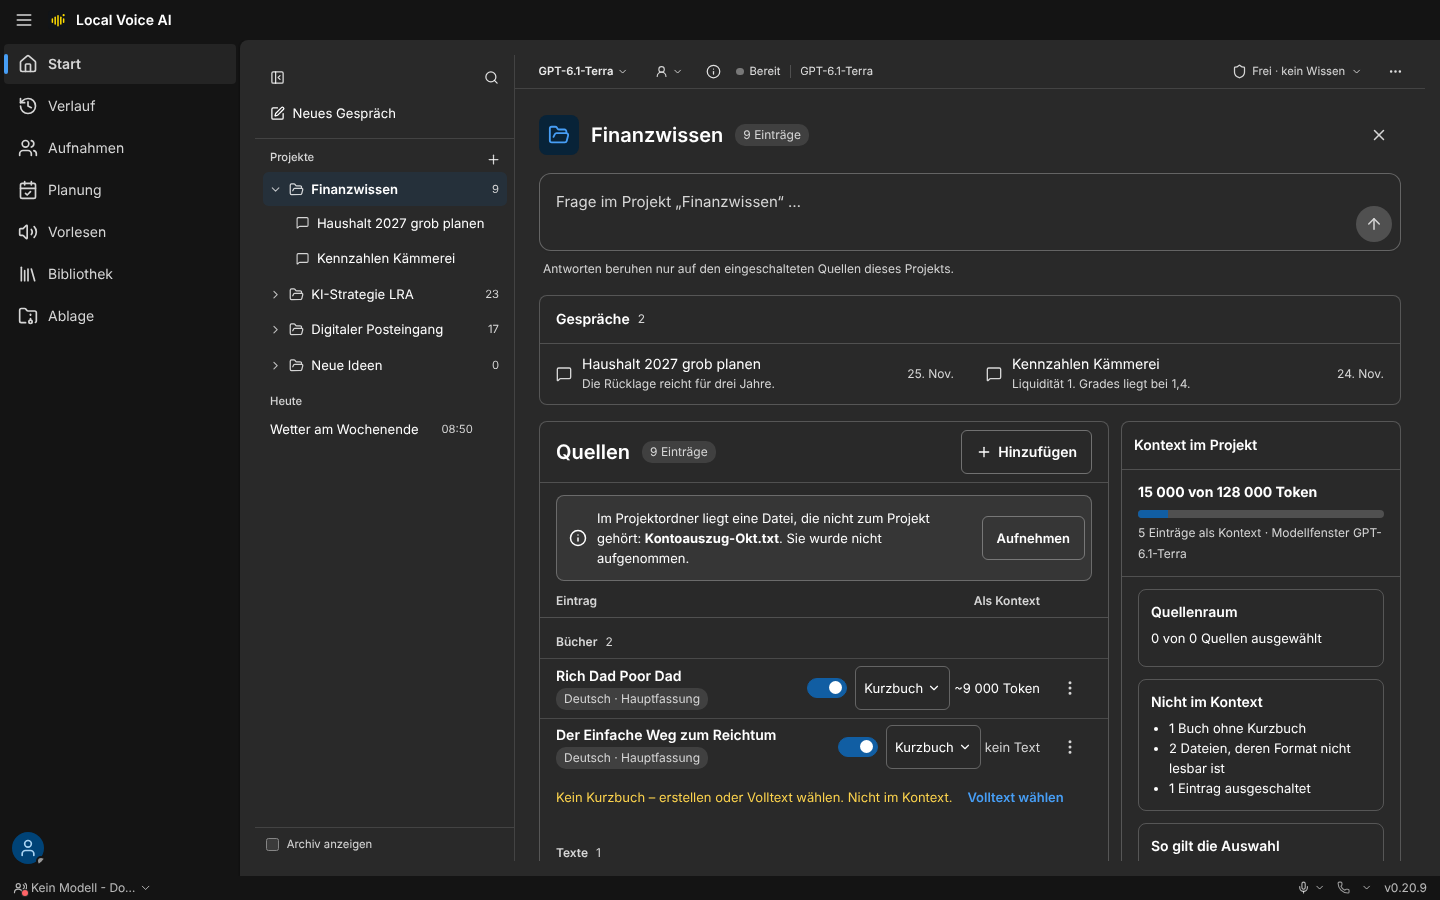 Local Voice AI
Start
Verlauf
Aufnahmen
Planung
Vorlesen
Bibliothek
Ablage
Kein Modell - Do...
Neues Gespräch
Projekte
Finanzwissen 9
Haushalt 2027 grob planen
Kennzahlen Kämmerei
KI-Strategie LRA 23
Digitaler Posteingang 17
Neue Ideen 0
Heute
Wetter am Wochenende 08:50
Archiv anzeigen
GPT-6.1-Terra Bereit GPT-6.1-Terra Frei · kein Wissen
Finanzwissen 9 Einträge
Frage im Projekt „Finanzwissen“ ...
Antworten beruhen nur auf den eingeschalteten Quellen dieses Projekts.
Gespräche 2
Haushalt 2027 grob planen
Die Rücklage reicht für drei Jahre.
25. Nov.
Kennzahlen Kämmerei
Liquidität 1. Grades liegt bei 1,4.
24. Nov.
Quellen 9 Einträge Hinzufügen
Im Projektordner liegt eine Datei, die nicht zum Projekt
gehört: Kontoauszug-Okt.txt. Sie wurde nicht
aufgenommen.
Aufnehmen
Eintrag Als Kontext
Bücher 2
Rich Dad Poor Dad
Deutsch · Hauptfassung
Kurzbuch ~9 000 Token
Der Einfache Weg zum Reichtum
Deutsch · Hauptfassung
Kurzbuch kein Text
Kein Kurzbuch – erstellen oder Volltext wählen. Nicht im Kontext. Volltext wählen
Texte 1
Kontext im Projekt
15 000 von 128 000 Token
5 Einträge als Kontext · Modellfenster GPT-
6.1-Terra
Quellenraum
0 von 0 Quellen ausgewählt
Nicht im Kontext
• 1 Buch ohne Kurzbuch
• 2 Dateien, deren Format nicht
lesbar ist
• 1 Eintrag ausgeschaltet
So gilt die Auswahl
v0.20.9